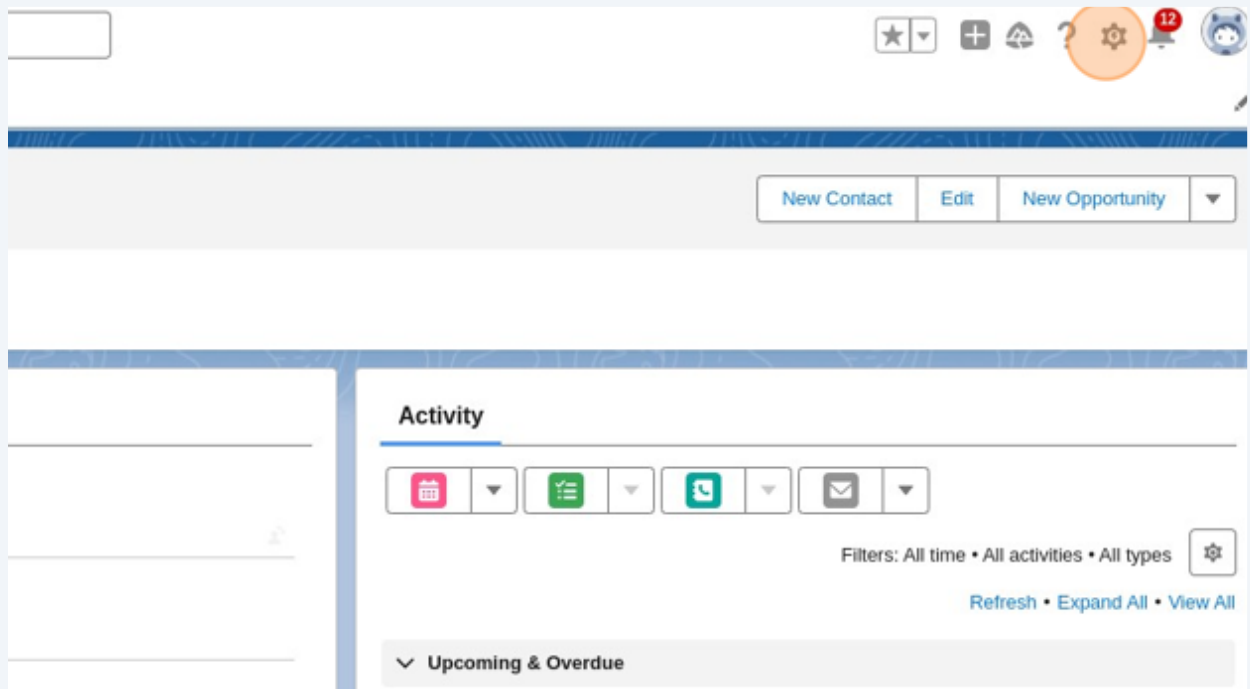 12
New Contact Edit New Opportunity
Activity
Filters: All time • All activities • All types
Refresh • Expand All • View All
Upcoming & Overdue